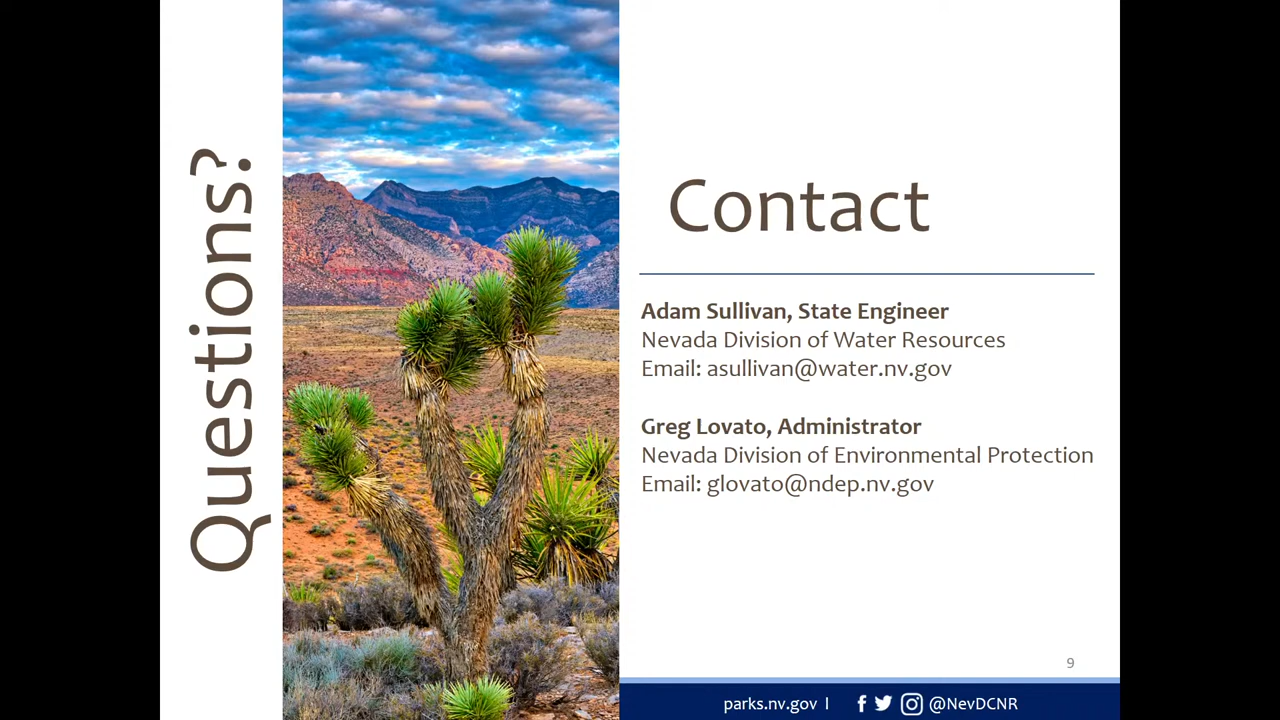 Questions?
Contact
Adam Sullivan, State Engineer
Nevada Division of Water Resources
Email: asullivan@water.nv.gov
Greg Lovato, Administrator
Nevada Division of Environmental Protection
Email: glovato@ndep.nv.gov
9
parks.nv.gov I @NevDCNR